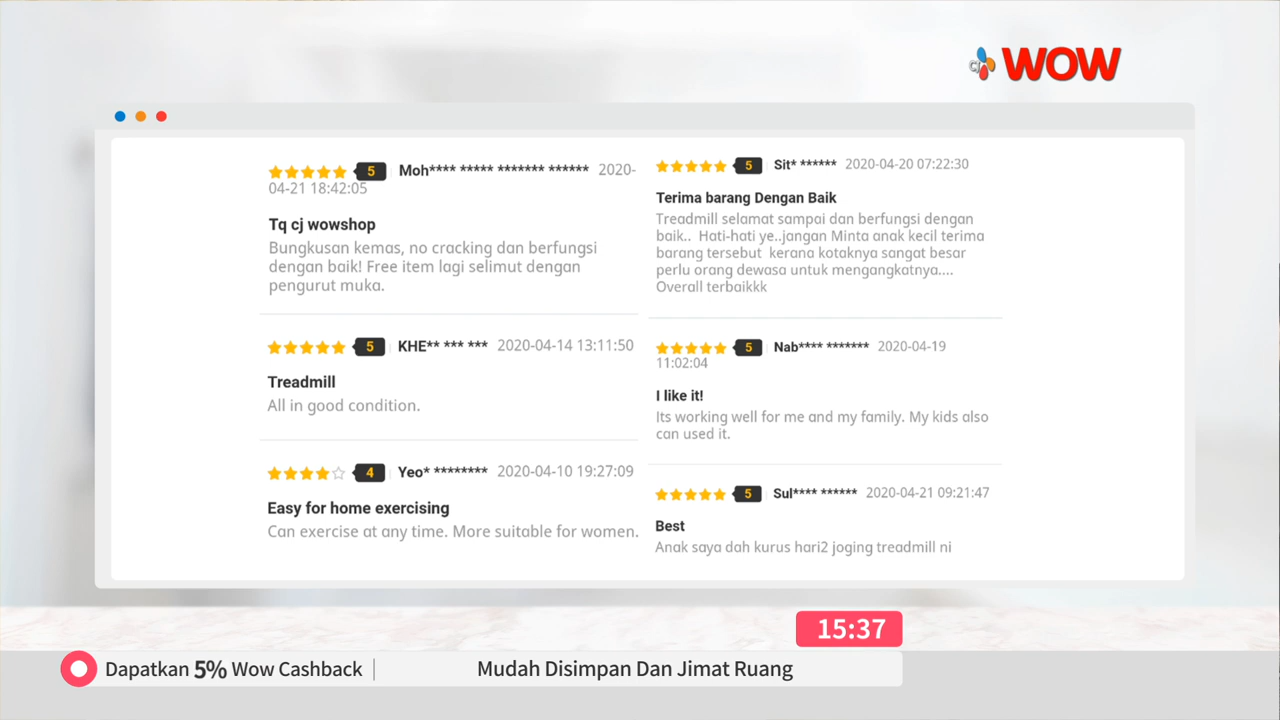 CJ WOW
5 Moh**** ***** ******* ****** 2020-
04-21 18:42:05
Tq cj wowshop
Bungkusan kemas, no cracking dan berfungsi
dengan baik! Free item lagi selimut dengan
pengurut muka.
5 KHE** *** *** 2020-04-14 13:11:50
Treadmill
All in good condition.
4 Yeo* ******** 2020-04-10 19:27:09
Easy for home exercising
Can exercise at any time. More suitable for women.
5 Sit* ****** 2020-04-20 07:22:30
Terima barang Dengan Baik
Treadmill selamat sampai dan berfungsi dengan
baik.. Hati-hati ye..jangan Minta anak kecil terima
barang tersebut kerana kotaknya sangat besar
perlu orang dewasa untuk mengangkatnya....
Overall terbaikkk
5 Nab**** ******* 2020-04-19
11:02:04
I like it!
Its working well for me and my family. My kids also
can used it.
5 Sul**** ****** 2020-04-21 09:21:47
Best
Anak saya dah kurus hari2 joging treadmill ni
15:37
Dapatkan 5% Wow Cashback
Mudah Disimpan Dan Jimat Ruang